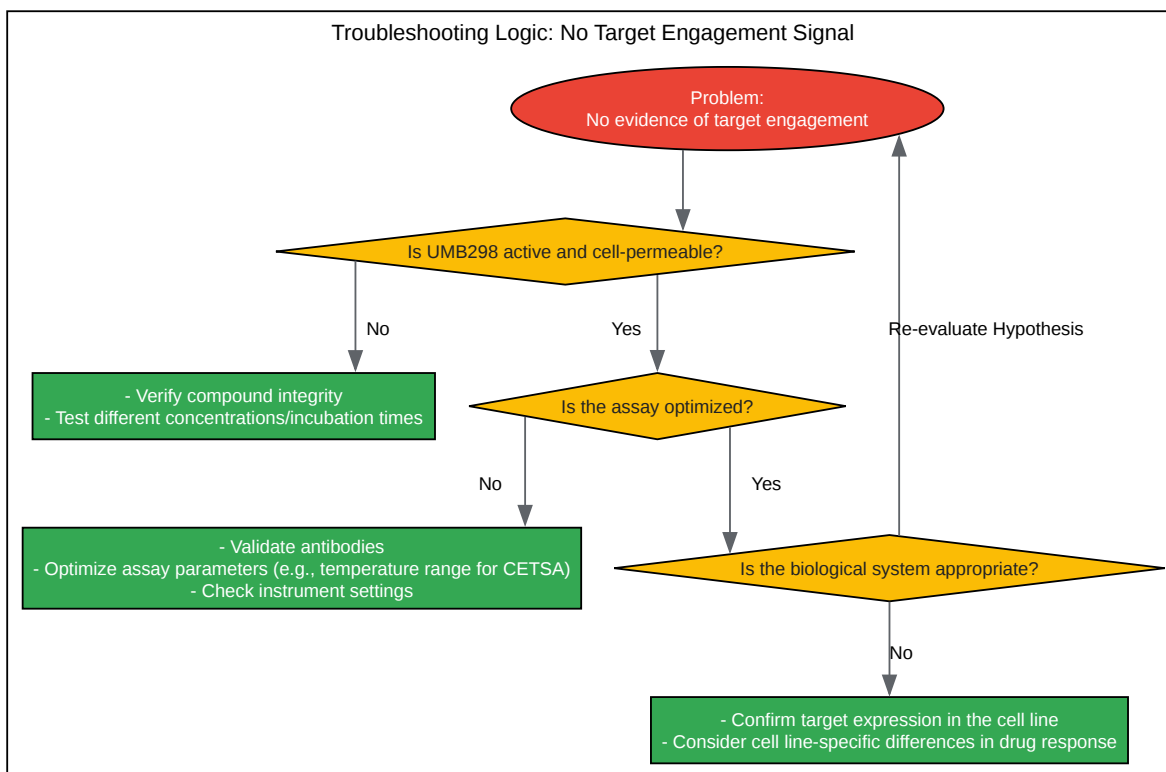 Troubleshooting Logic: No Target Engagement Signal
Problem:
No evidence of target engagement
Is UMB298 active and cell-permeable?
No
Yes
Re-evaluate Hypothesis
- Verify compound integrity
- Test different concentrations/incubation times
Is the assay optimized?
No
Yes
- Validate antibodies
- Optimize assay parameters (e.g., temperature range for CETSA)
- Check instrument settings
Is the biological system appropriate?
No
- Confirm target expression in the cell line
- Consider cell line-specific differences in drug response